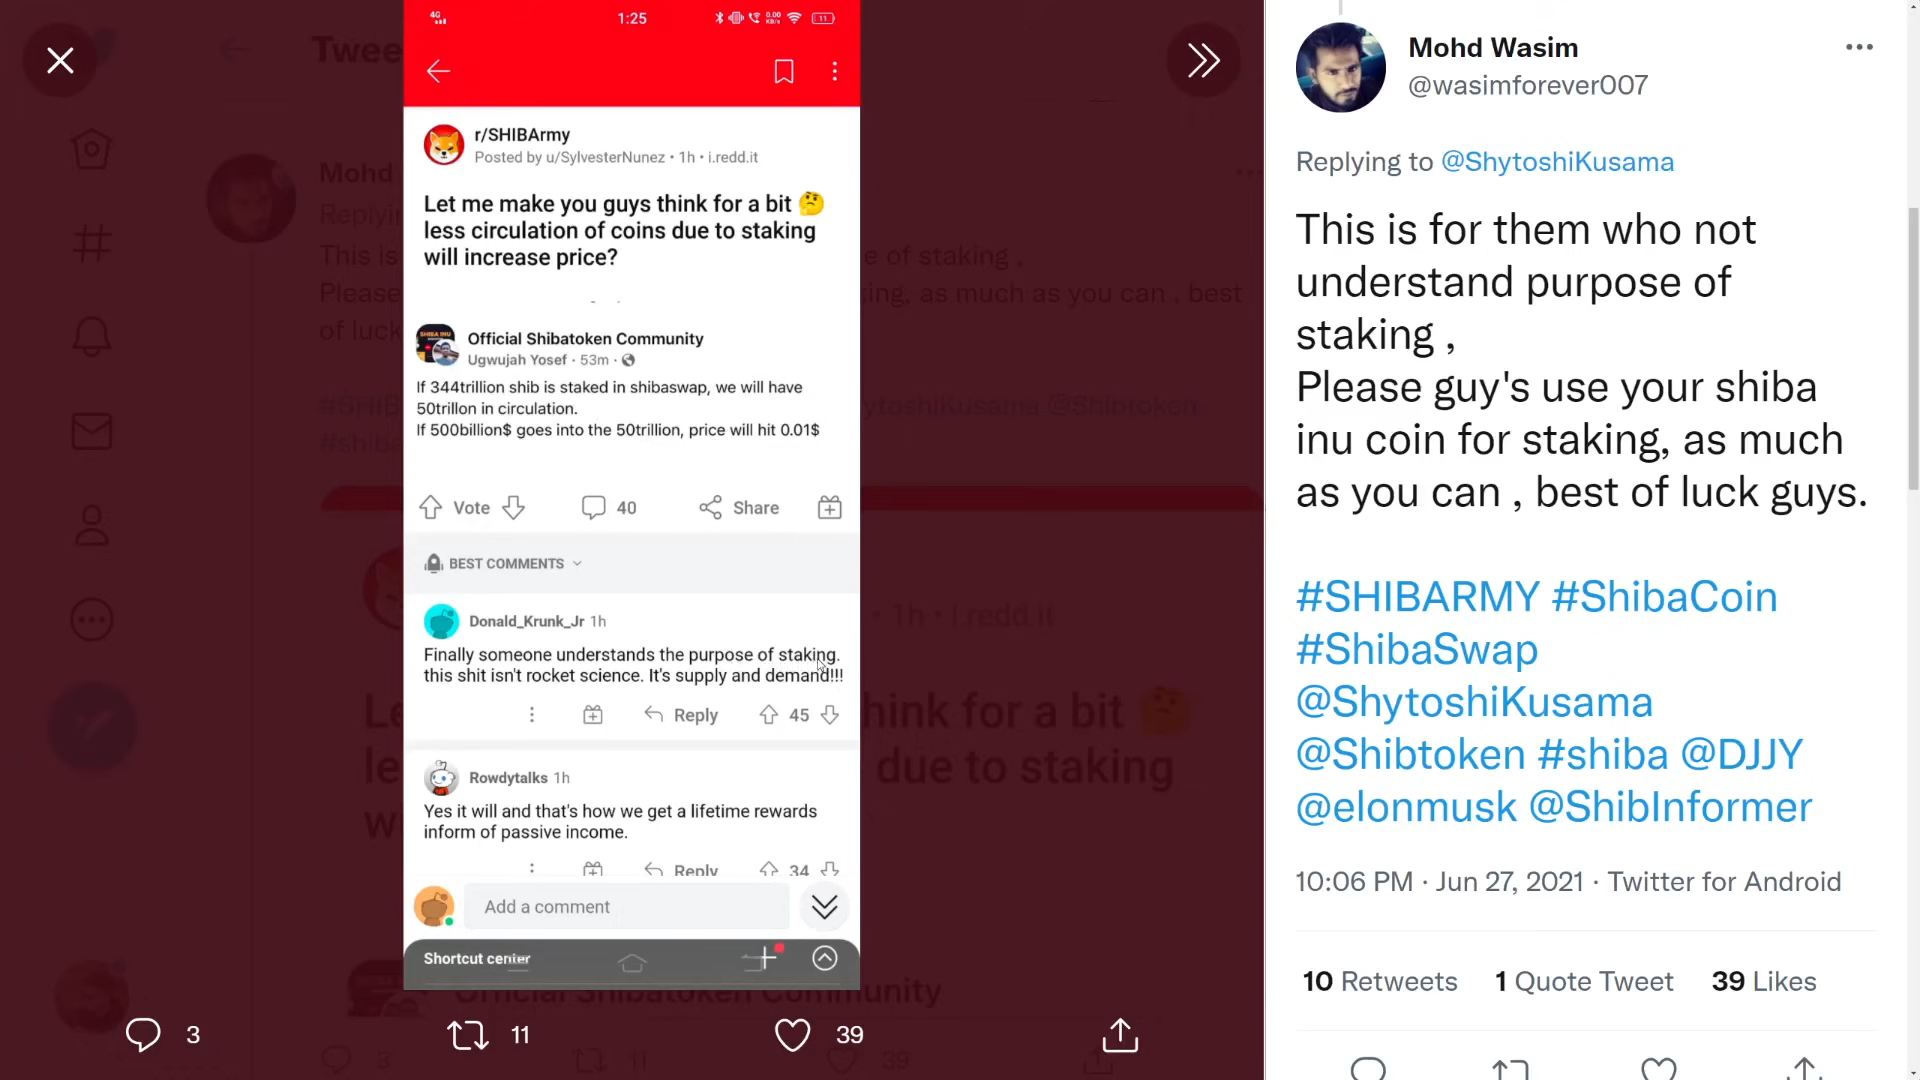 4G
1:25
0.00
KB/s
11
r/SHIBArmy
Posted by u/SylvesterNunez • 1h • i.redd.it
Let me make you guys think for a bit 🤔
less circulation of coins due to staking
will increase price?
Official Shibatoken Community
Ugwujah Yosef · 53m ·
If 344trillion shib is staked in shibaswap, we will have
50trillon in circulation.
If 500billion$ goes into the 50trillion, price will hit 0.01$
Vote
40
Share
BEST COMMENTS
Donald_Krunk_Jr 1h
Finally someone understands the purpose of staking.
this shit isn't rocket science. It's supply and demand!!!
Reply
45
Rowdytalks 1h
Yes it will and that's how we get a lifetime rewards
inform of passive income.
Reply
34
Add a comment
Shortcut center
3
11
39
Mohd Wasim
@wasimforever007
Replying to @ShytoshiKusama
This is for them who not
understand purpose of
staking ,
Please guy's use your shiba
inu coin for staking, as much
as you can , best of luck guys.
#SHIBARMY #ShibaCoin
#ShibaSwap
@ShytoshiKusama
@Shibtoken #shiba @DJJY
@elonmusk @ShibInformer
10:06 PM · Jun 27, 2021 · Twitter for Android
10 Retweets 1 Quote Tweet 39 Likes